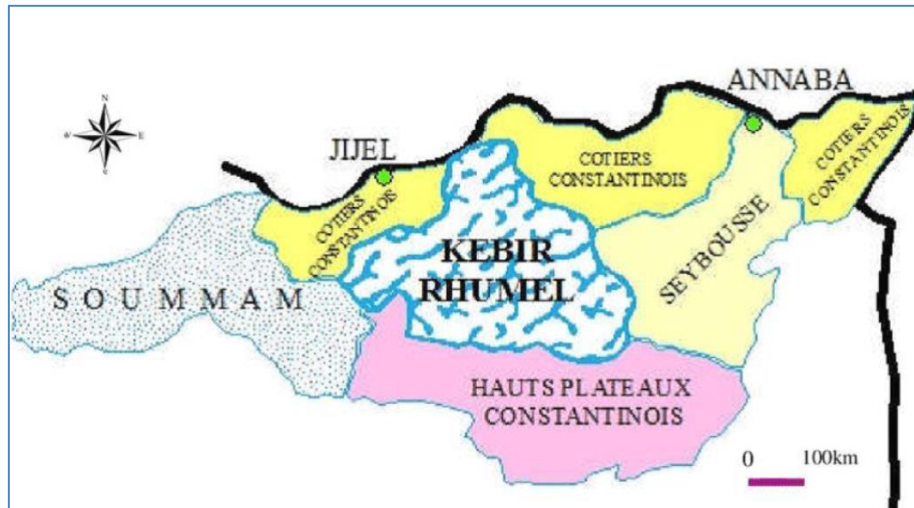 ANNABA
N
W
E
S
JIJEL
COTIERS
CONSTANTINOIS
COTIERS
CONSTANTINOIS
COTIERS
CONSTANTINOIS
KEBIR
RHUMEL
SEYBOUSSE
SOUMMAM
HAUTS PLATEAUX
CONSTANTINOIS
0 100km